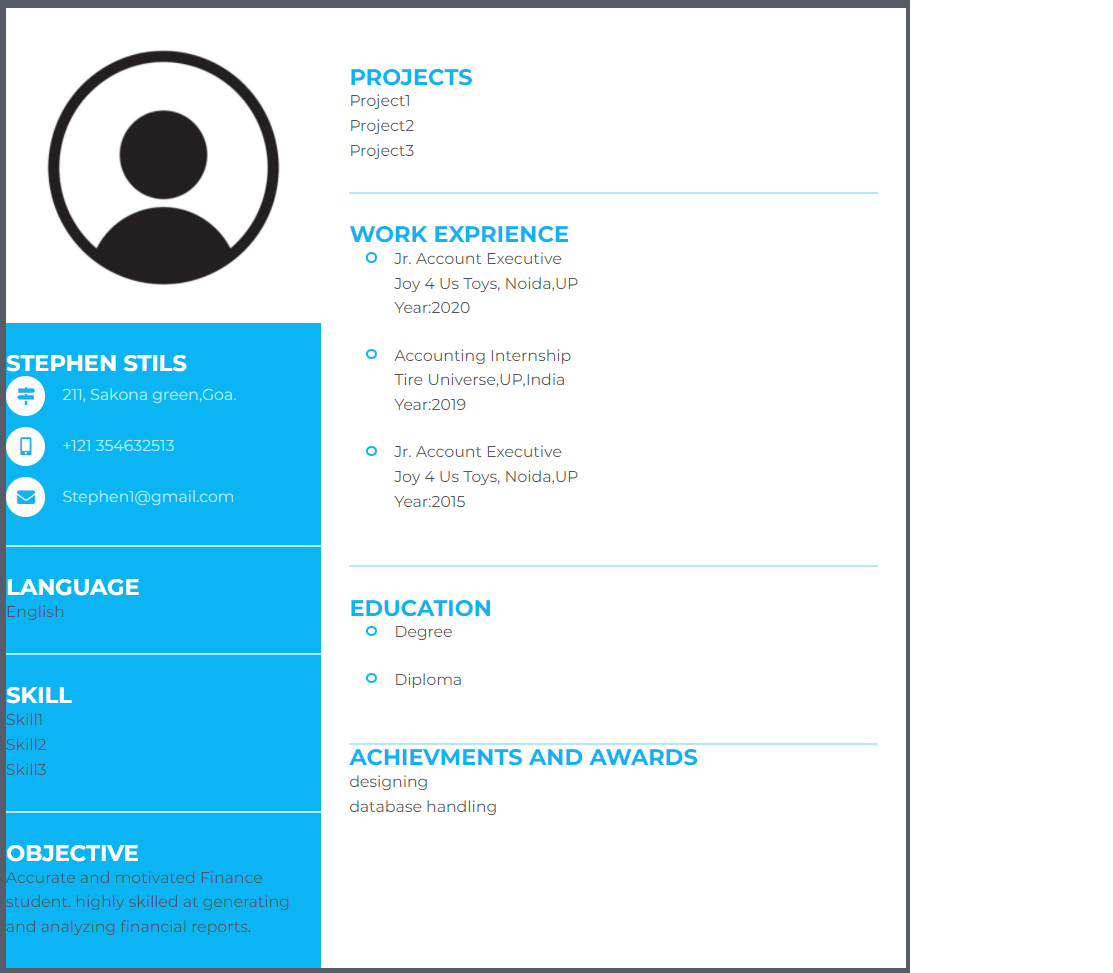 STEPHEN STILS
211, Sakona green,Goa.
+121 354632513
Stephen1@gmail.com
LANGUAGE
English
SKILL
Skill1
Skill2
Skill3
OBJECTIVE
Accurate and motivated Finance
student. highly skilled at generating
and analyzing financial reports.
PROJECTS
Project1
Project2
Project3
WORK EXPRIENCE
Jr. Account Executive
Joy 4 Us Toys, Noida,UP
Year:2020
Accounting Internship
Tire Universe,UP,India
Year:2019
Jr. Account Executive
Joy 4 Us Toys, Noida,UP
Year:2015
EDUCATION
Degree
Diploma
ACHIEVMENTS AND AWARDS
designing
database handling